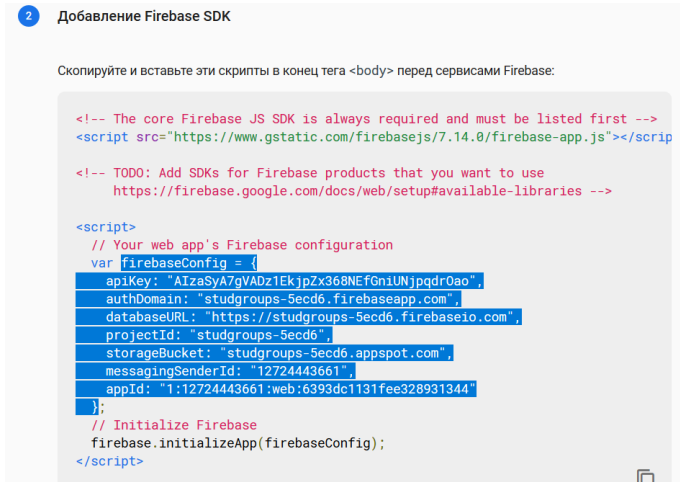 2 Добавление Firebase SDK
Скопируйте и вставьте эти скрипты в конец тега <body> перед сервисами Firebase:
<!-- The core Firebase JS SDK is always required and must be listed first -->
<script src="https://www.gstatic.com/firebasejs/7.14.0/firebase-app.js"></scrip
<!-- TODO: Add SDKs for Firebase products that you want to use
https://firebase.google.com/docs/web/setup#available-libraries -->
<script>
// Your web app's Firebase configuration
var firebaseConfig = {
apiKey: "AIzaSyA7gVADz1EkjpZx368NEfGniUNjpqdrOao",
authDomain: "studgroups-5ecd6.firebaseapp.com",
databaseURL: "https://studgroups-5ecd6.firebaseio.com",
projectId: "studgroups-5ecd6",
storageBucket: "studgroups-5ecd6.appspot.com",
messagingSenderId: "12724443661",
appId: "1:12724443661:web:6393dc1131fee328931344"
};
// Initialize Firebase
firebase.initializeApp(firebaseConfig);
</script>